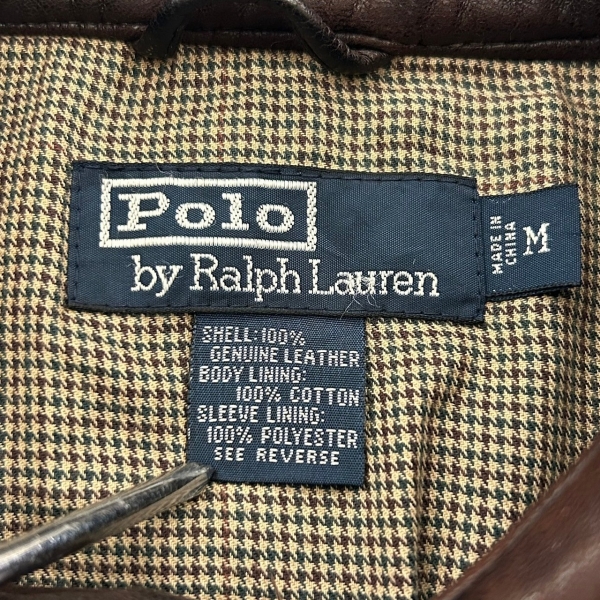 Polo
by Ralph Lauren
MADE IN
CHINA
M
SHELL: 100%
GENUINE LEATHER
BODY LINING:
100% COTTON
SLEEVE LINING:
100% POLYESTER
SEE REVERSE